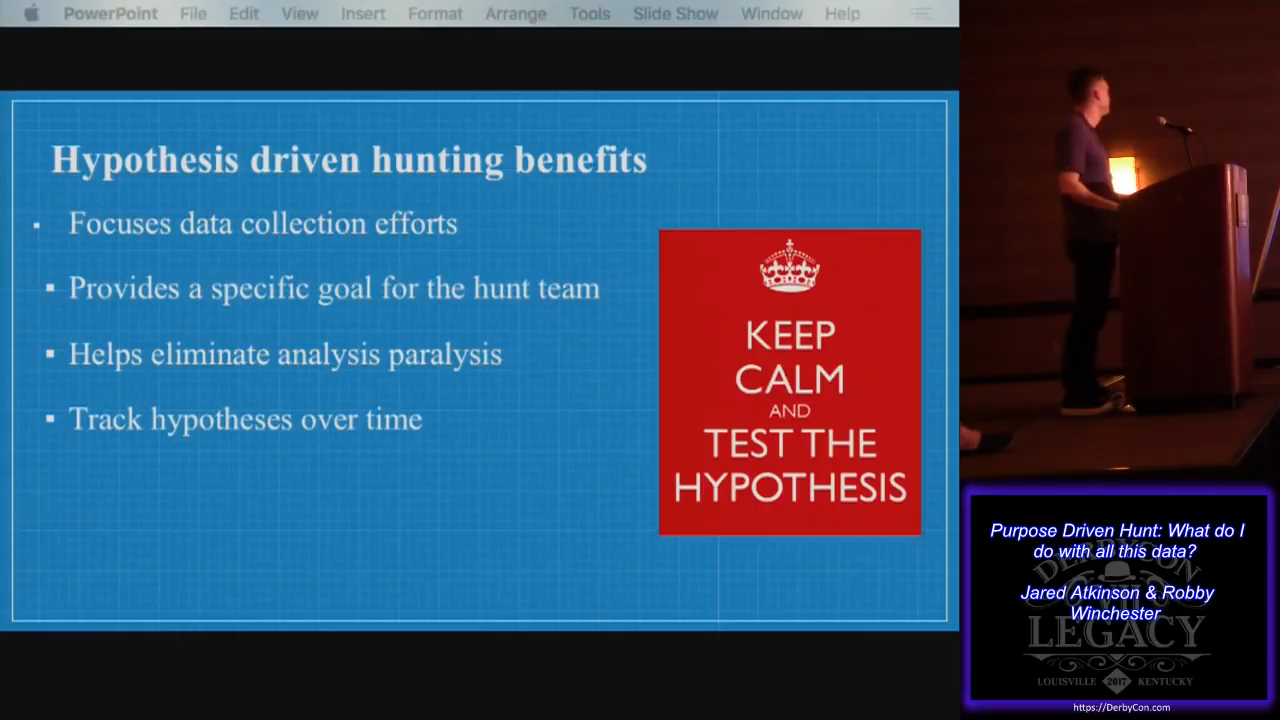 PowerPoint File Edit View Insert Format Arrange Tools Slide Show Window Help
Hypothesis driven hunting benefits
▪ Focuses data collection efforts
▪ Provides a specific goal for the hunt team
▪ Helps eliminate analysis paralysis
▪ Track hypotheses over time
KEEP
CALM
AND
TEST THE
HYPOTHESIS
Purpose Driven Hunt: What do I
do with all this data?
Jared Atkinson & Robby
Winchester
DERBYCON
VII
LEGACY
LOUISVILLE 2017 KENTUCKY
https://DerbyCon.com